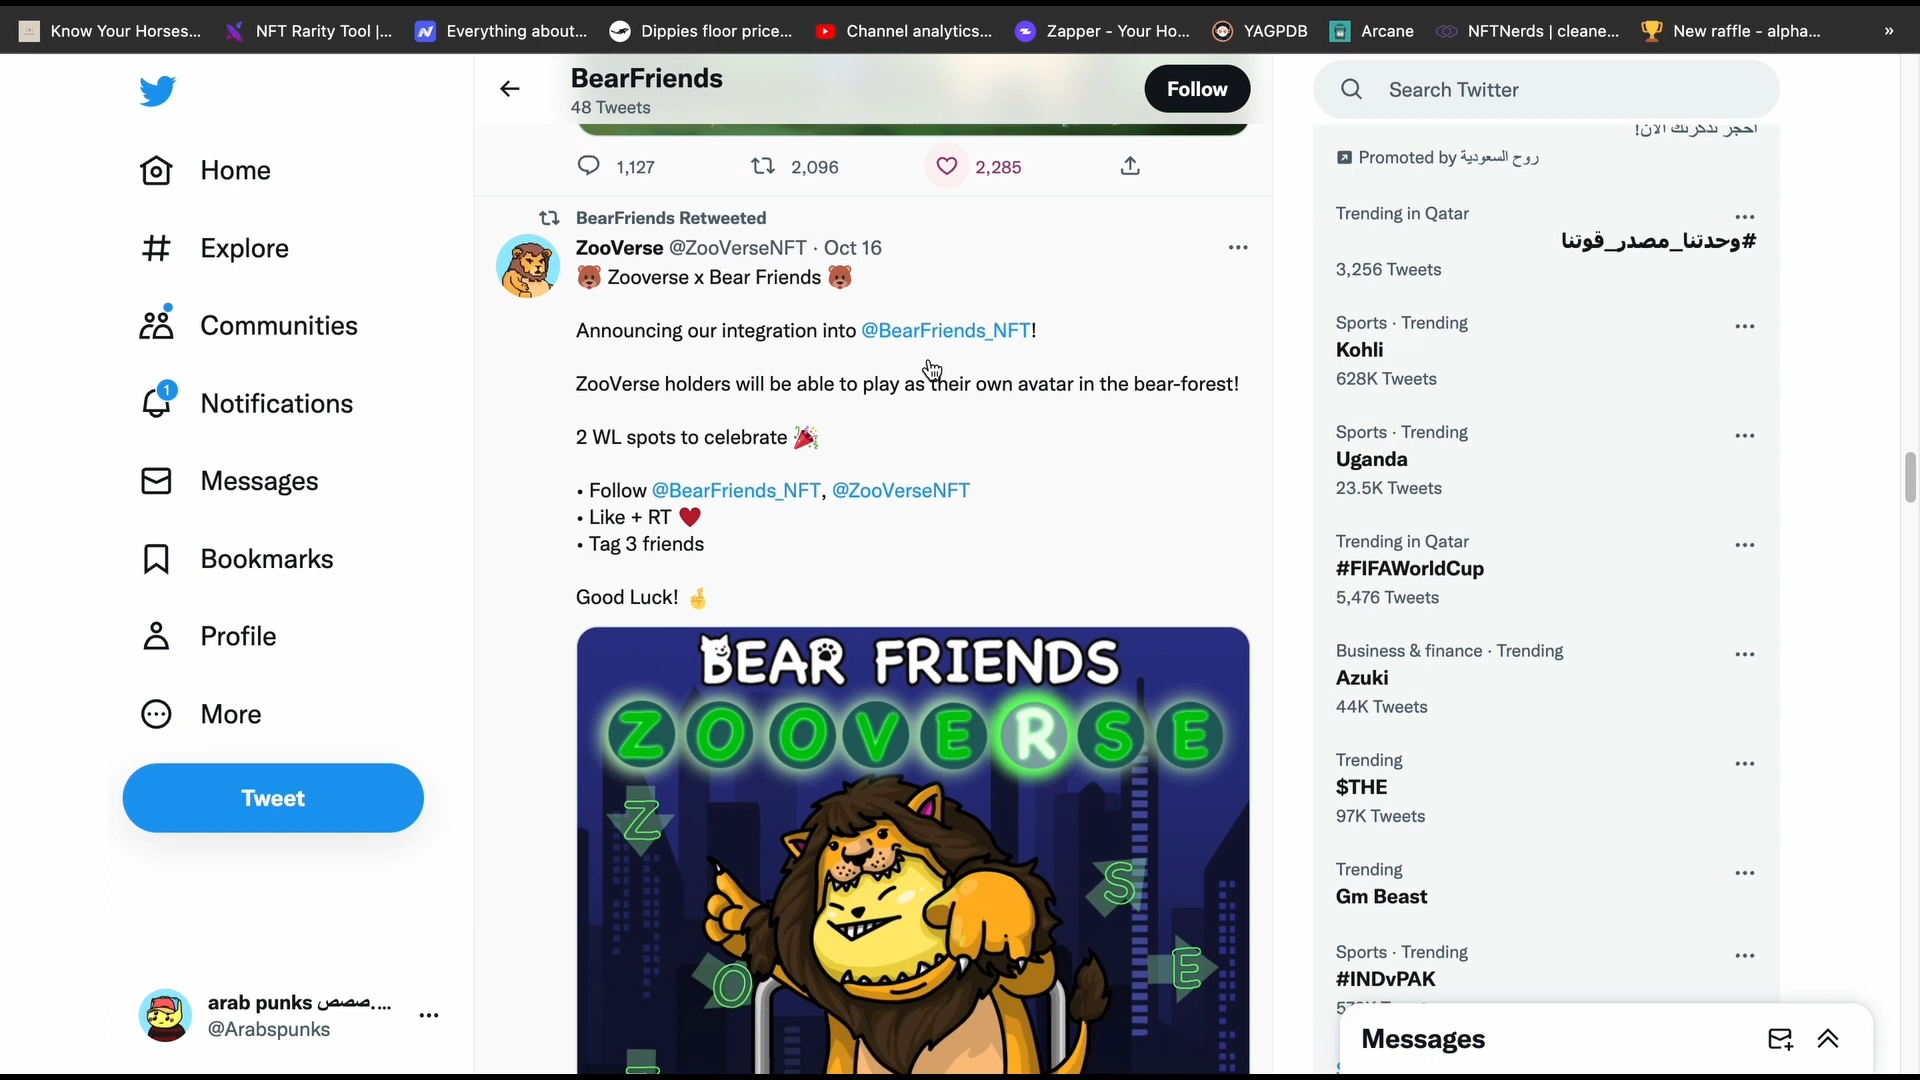 Know Your Horses...
NFT Rarity Tool |...
Everything about...
Dippies floor price...
Channel analytics...
Zapper - Your Ho...
YAGPDB
Arcane
NFTNerds | cleane...
New raffle - alpha...
»
Home
Explore
Communities
1
Notifications
Messages
Bookmarks
Profile
More
Tweet
arab punks صصص....
@Arabspunks
BearFriends
48 Tweets
Follow
1,127
2,096
2,285
BearFriends Retweeted
ZooVerse @ZooVerseNFT · Oct 16
🐻 Zooverse x Bear Friends 🐻
Announcing our integration into @BearFriends_NFT!
ZooVerse holders will be able to play as their own avatar in the bear-forest!
2 WL spots to celebrate 🎉
• Follow @BearFriends_NFT, @ZooVerseNFT
• Like + RT ♥
• Tag 3 friends
Good Luck! 🤞
BEAR FRIENDS
ZOOVERSE
Z
S
O
E
Search Twitter
احجز تذكرتك الآن!
Promoted by روح السعودية
Trending in Qatar
#وحدتنا_مصدر_قوتنا
3,256 Tweets
Sports · Trending
Kohli
628K Tweets
Sports · Trending
Uganda
23.5K Tweets
Trending in Qatar
#FIFAWorldCup
5,476 Tweets
Business & finance · Trending
Azuki
44K Tweets
Trending
$THE
97K Tweets
Trending
Gm Beast
Sports · Trending
#INDvPAK
Messages